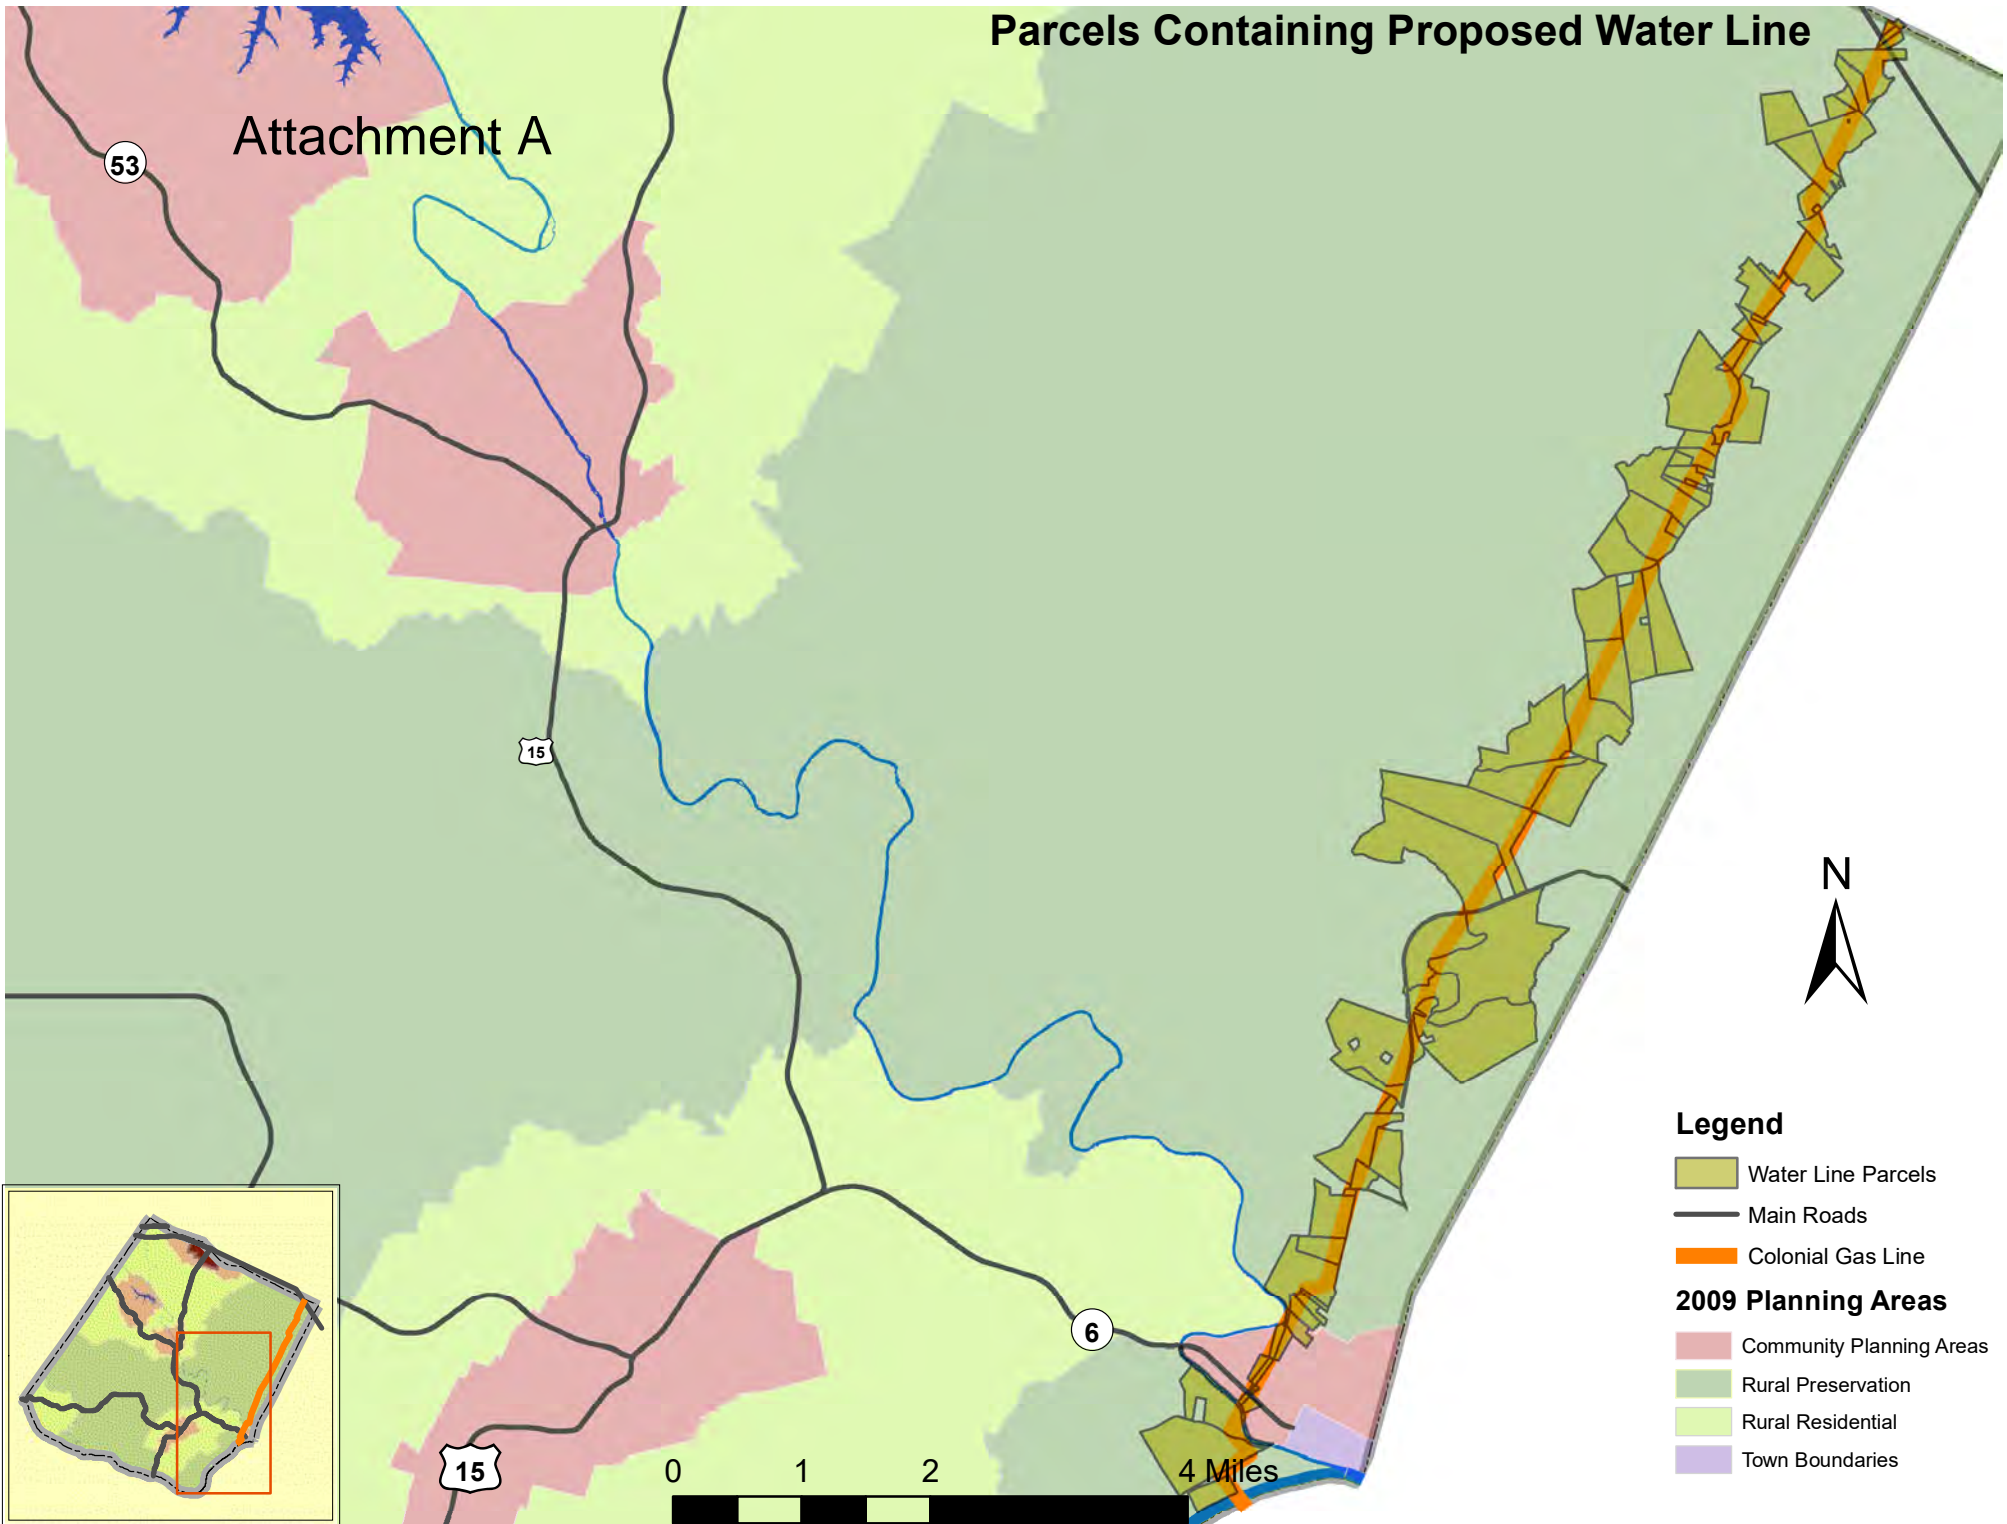 Parcels Containing Proposed Water Line
Attachment A
53
15
N
Legend
Water Line Parcels
Main Roads
Colonial Gas Line
2009 Planning Areas
Community Planning Areas
Rural Preservation
Rural Residential
Town Boundaries
6
15
0 1 2 4 Miles